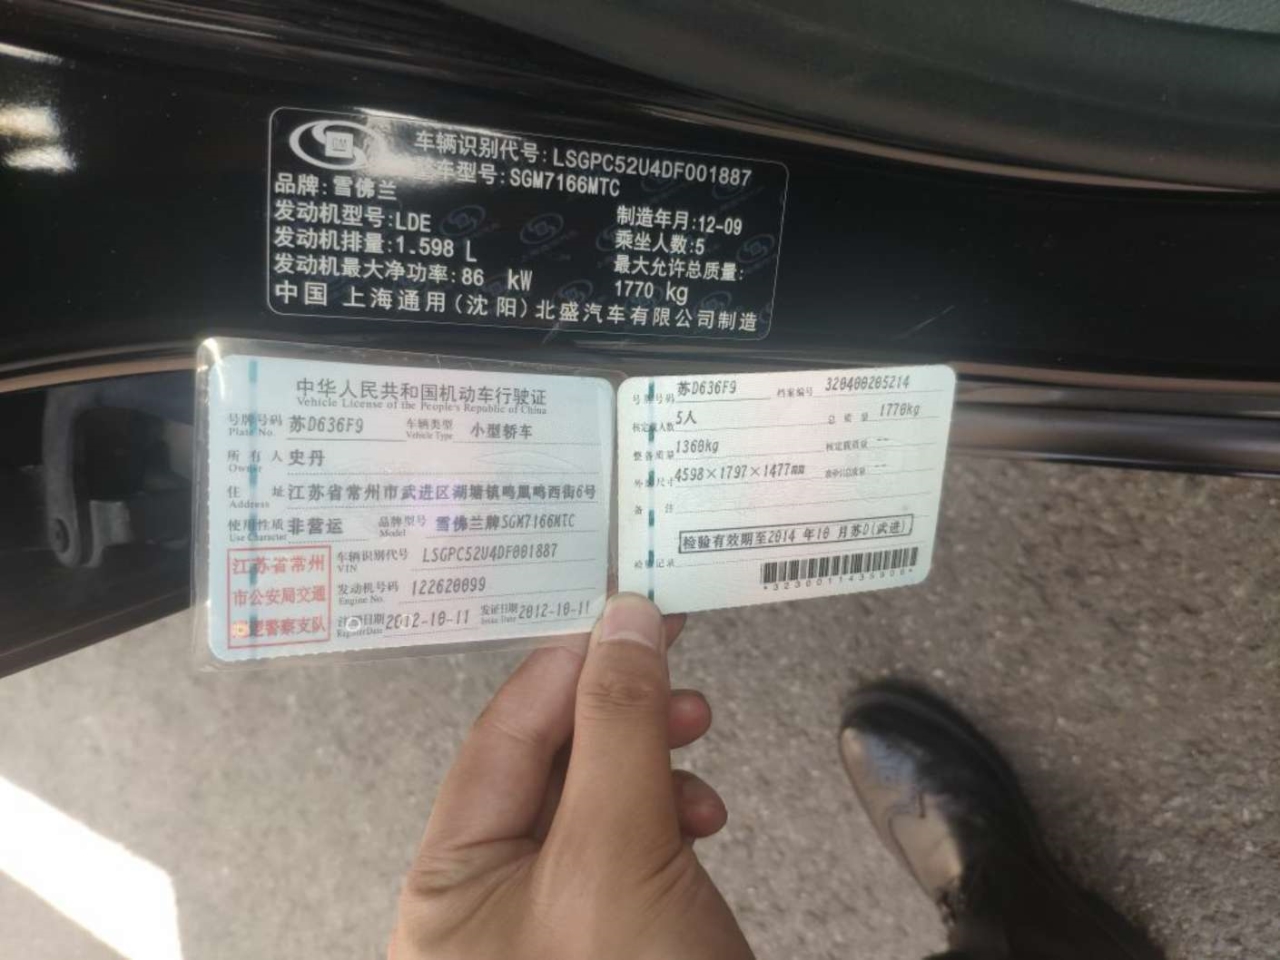 GM
车辆识别代号:LSGPC52U4DF001887
车型号:SGM7166MTC
品牌:雪佛兰
发动机型号:LDE
制造年月:12-09
发动机排量:1.598 L
乘坐人数:5
发动机最大净功率:86 kW
最大允许总质量:
1770 kg
中国 上海通用(沈阳)北盛汽车有限公司制造
中华人民共和国机动车行驶证
Vehicle License of the People's Republic of China
号牌号码 苏D636F9 车辆类型 小型轿车
Plate No. Vehicle Type
所有人 史丹
Owner
住址 江苏省常州市武进区湖塘镇鸣凰鸣西街6号
Address
使用性质 非营运 品牌型号 雪佛兰牌SGM7166MTC
Use Character Model
江苏省常州
市公安局交通
警察支队
车辆识别代号 LSGPC52U4DF001887
VIN
发动机号码 122620099
Engine No.
注册日期 2012-10-11 发证日期 2012-10-11
Register Date Issue Date
号牌号码 苏D636F9 档案编号 320400205214
核定载人数 5人 总质量 1770kg
整备质量 1360kg 核定载质量 --
外廓尺寸 4598×1797×1477 --
备注
检验有效期至2014年10月苏D(武进)
检验记录